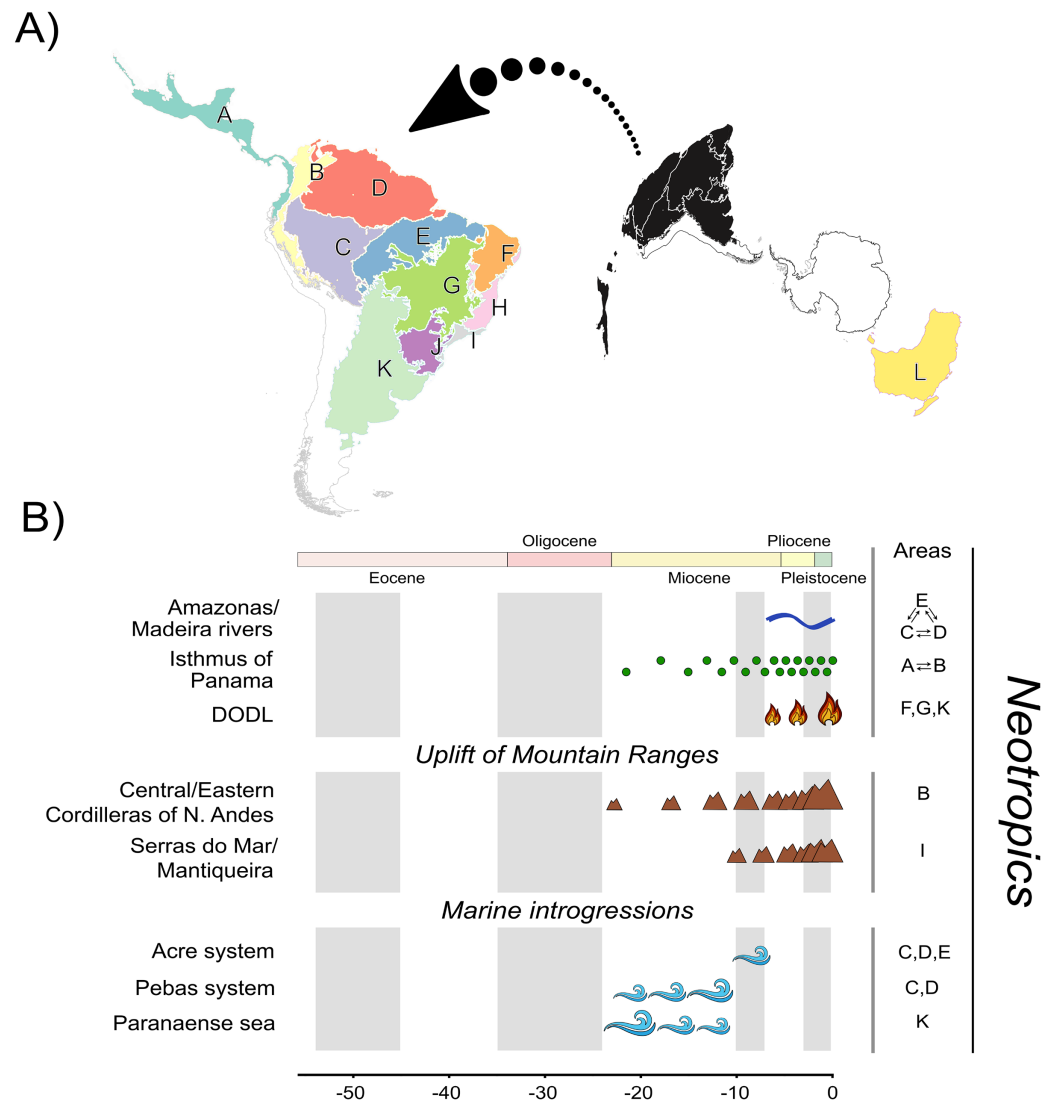 A)
A
B
D
C
E
F
G
H
I
J
K
L
B)
Oligocene
Pliocene
Areas
Eocene
Miocene
Pleistocene
Amazonas/
Madeira rivers
E
C⇌D
Isthmus of
Panama
A⇌B
DODL
F,G,K
Uplift of Mountain Ranges
Central/Eastern
Cordilleras of N. Andes
B
Serras do Mar/
Mantiqueira
I
Marine introgressions
Acre system
C,D,E
Pebas system
C,D
Paranaense sea
K
Neotropics
-50
-40
-30
-20
-10
0